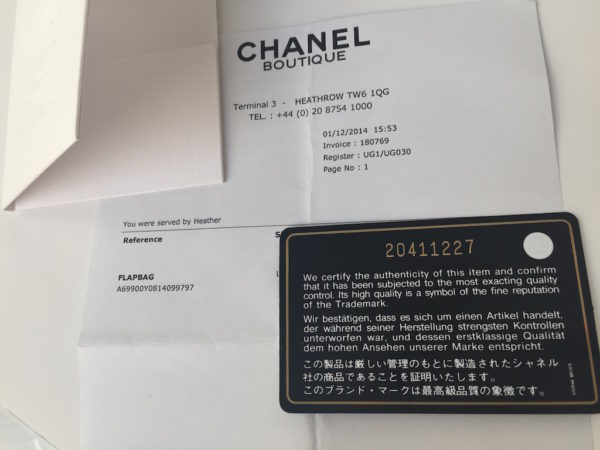 CHANEL
BOUTIQUE
Terminal 3 - HEATHROW TW6 1QG
TEL. : +44 (0) 20 8754 1000
01/12/2014 15:53
Invoice : 180769
Register : UG1/UG030
Page No : 1
You were served by Heather
Reference
S
FLAPBAG
A69900Y0814099797
20411227
We certify the authenticity of this item and confirm
that it has been subjected to the most exacting quality
control. Its high quality is a symbol of the fine reputation
of the Trademark.
Wir bestätigen, dass es sich um einen Artikel handelt,
der während seiner Herstellung strengsten Kontrollen
unterworfen war, und dessen erstklassige Qualität
dem hohen Ansehen unserer Marke entspricht.
この製品は厳しい管理のもとに製造されたシャネル
社の商品であることを証明いたします。
このブランド・マークは最高級品質の象徴です。